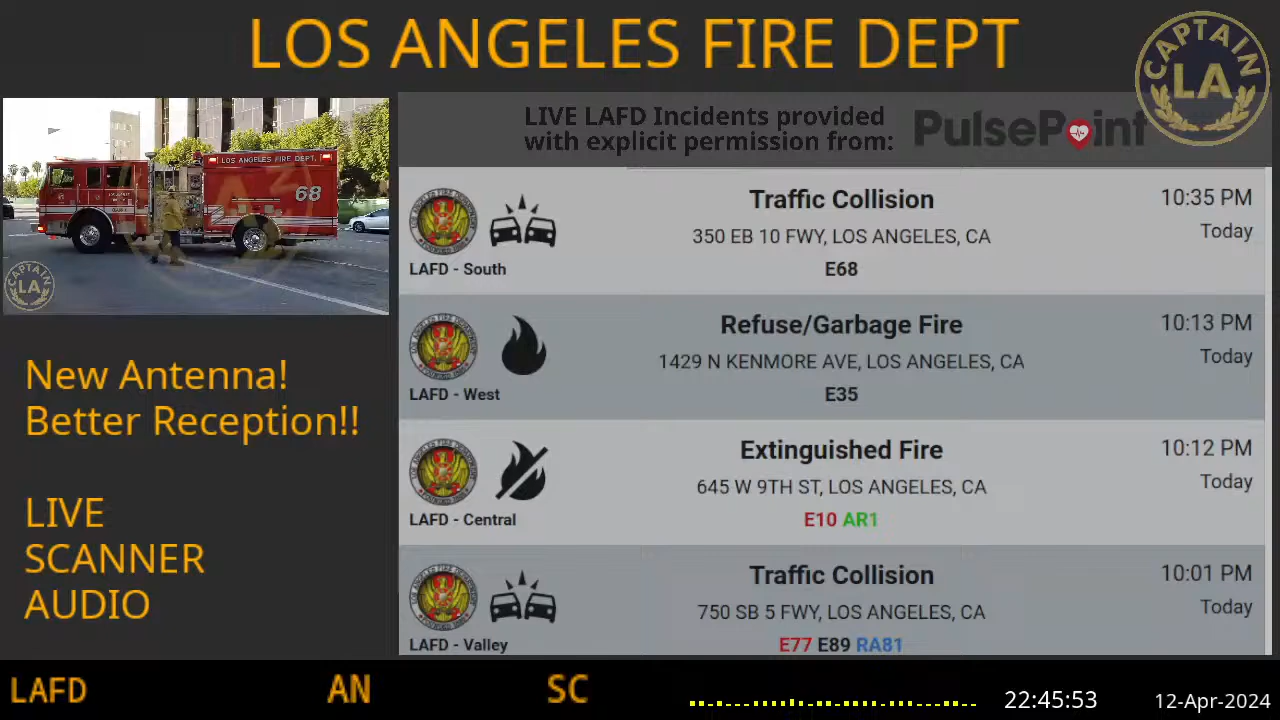 LOS ANGELES FIRE DEPT
CAPTAIN
LA
LIVE LAFD Incidents provided
with explicit permission from:
PulsePoint
LOS ANGELES FIRE DEPT.
68
CAPTAIN
LA
Traffic Collision
350 EB 10 FWY, LOS ANGELES, CA
E68
10:35 PM
Today
LAFD - South
Refuse/Garbage Fire
1429 N KENMORE AVE, LOS ANGELES, CA
E35
10:13 PM
Today
LAFD - West
Extinguished Fire
645 W 9TH ST, LOS ANGELES, CA
E10 AR1
10:12 PM
Today
LAFD - Central
Traffic Collision
750 SB 5 FWY, LOS ANGELES, CA
E77 E89 RA81
10:01 PM
Today
LAFD - Valley
New Antenna!
Better Reception!!
LIVE
SCANNER
AUDIO
LAFD
AN
SC
22:45:53
12-Apr-2024